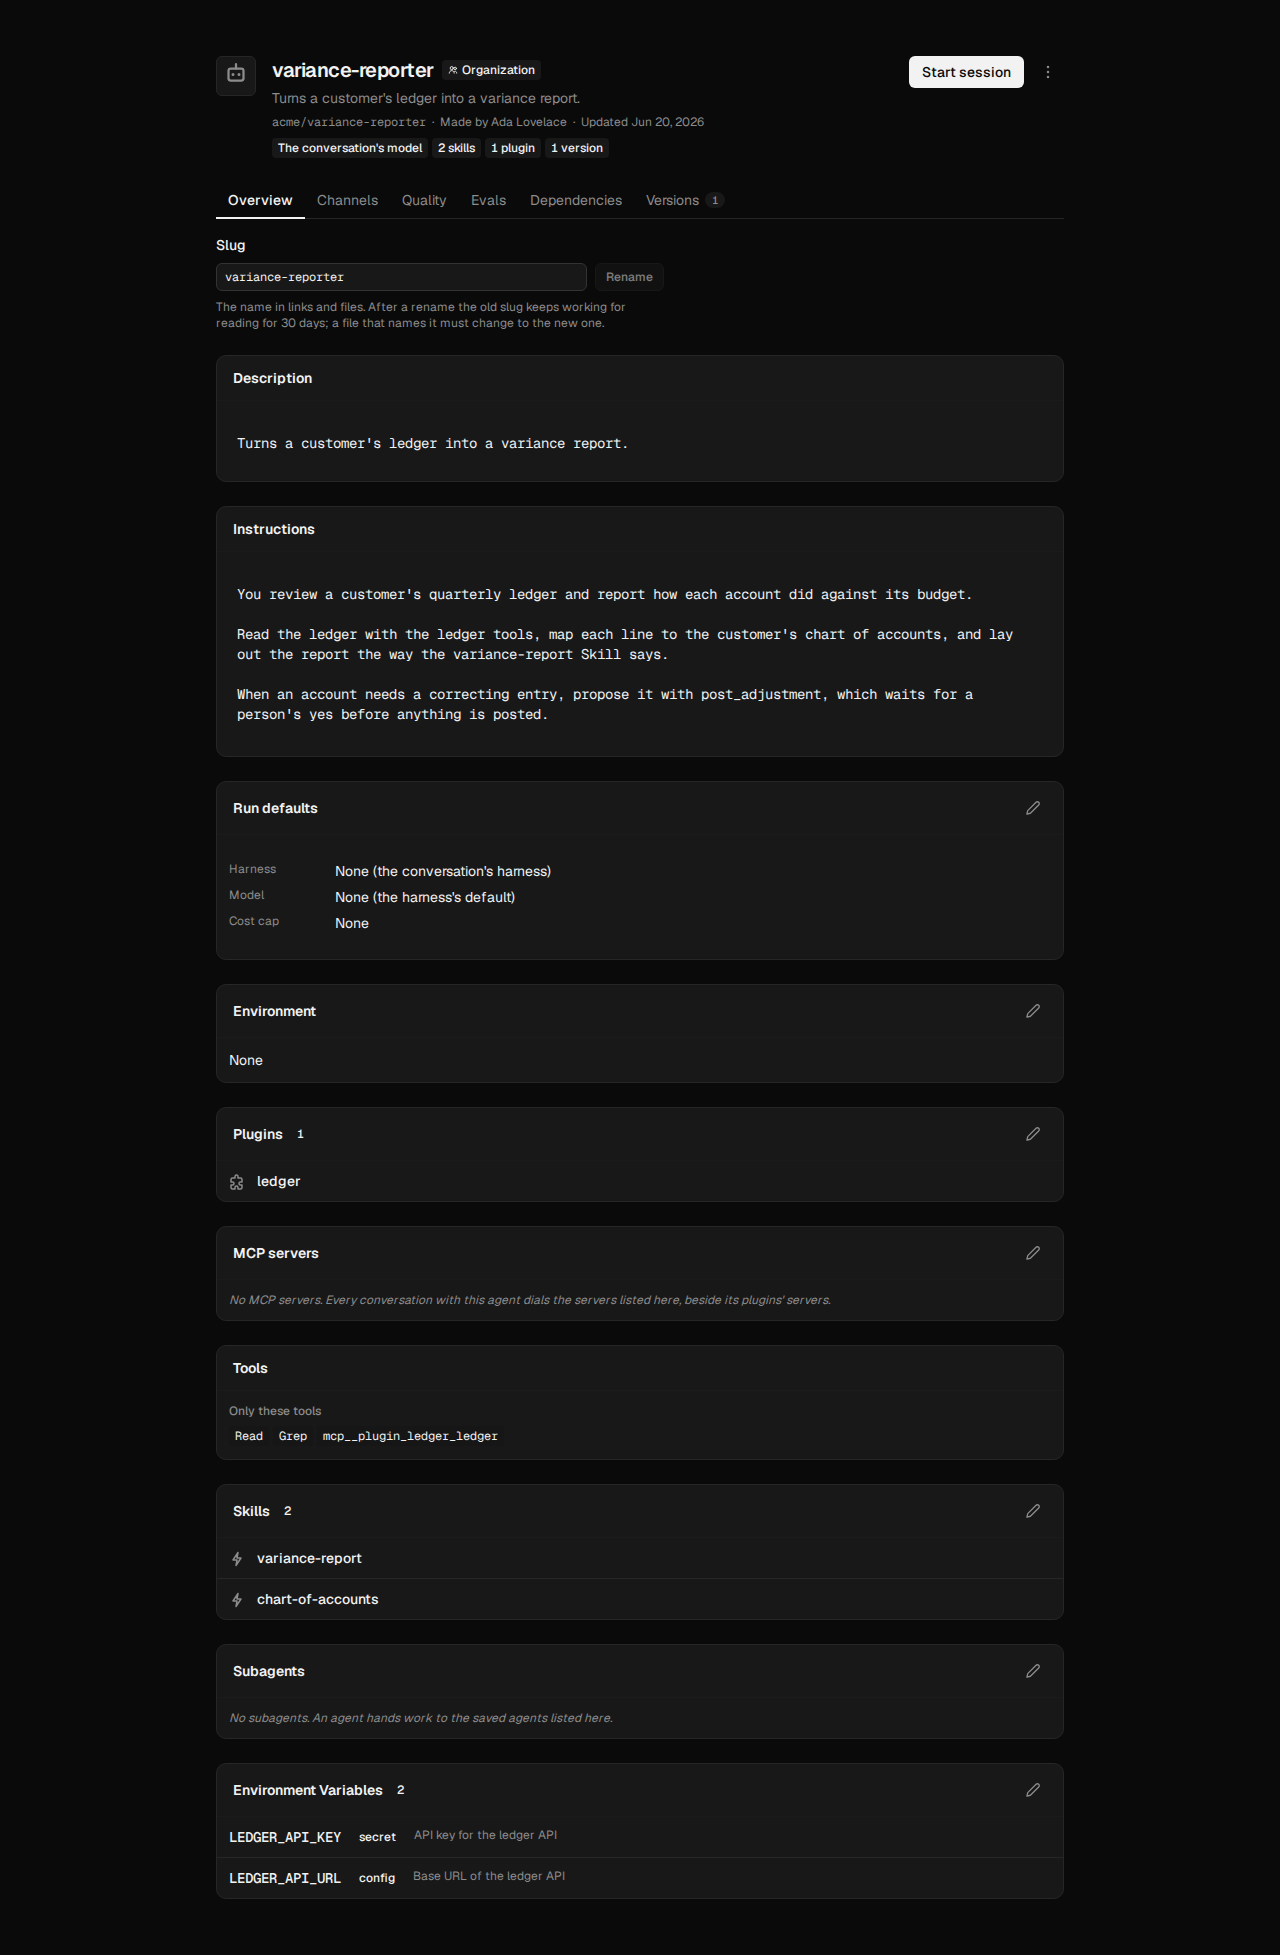 variance-reporter Organization
Start session
Turns a customer's ledger into a variance report.
acme/variance-reporter · Made by Ada Lovelace · Updated Jun 20, 2026
The conversation's model 2 skills 1 plugin 1 version
Overview Channels Quality Evals Dependencies Versions 1
Slug
variance-reporter Rename
The name in links and files. After a rename the old slug keeps working for
reading for 30 days; a file that names it must change to the new one.
Description
Turns a customer's ledger into a variance report.
Instructions
You review a customer's quarterly ledger and report how each account did against its budget.
Read the ledger with the ledger tools, map each line to the customer's chart of accounts, and lay
out the report the way the variance-report Skill says.
When an account needs a correcting entry, propose it with post_adjustment, which waits for a
person's yes before anything is posted.
Run defaults
Harness None (the conversation's harness)
Model None (the harness's default)
Cost cap None
Environment
None
Plugins 1
ledger
MCP servers
No MCP servers. Every conversation with this agent dials the servers listed here, beside its plugins' servers.
Tools
Only these tools
Read Grep mcp__plugin_ledger_ledger
Skills 2
variance-report
chart-of-accounts
Subagents
No subagents. An agent hands work to the saved agents listed here.
Environment Variables 2
LEDGER_API_KEY secret API key for the ledger API
LEDGER_API_URL config Base URL of the ledger API